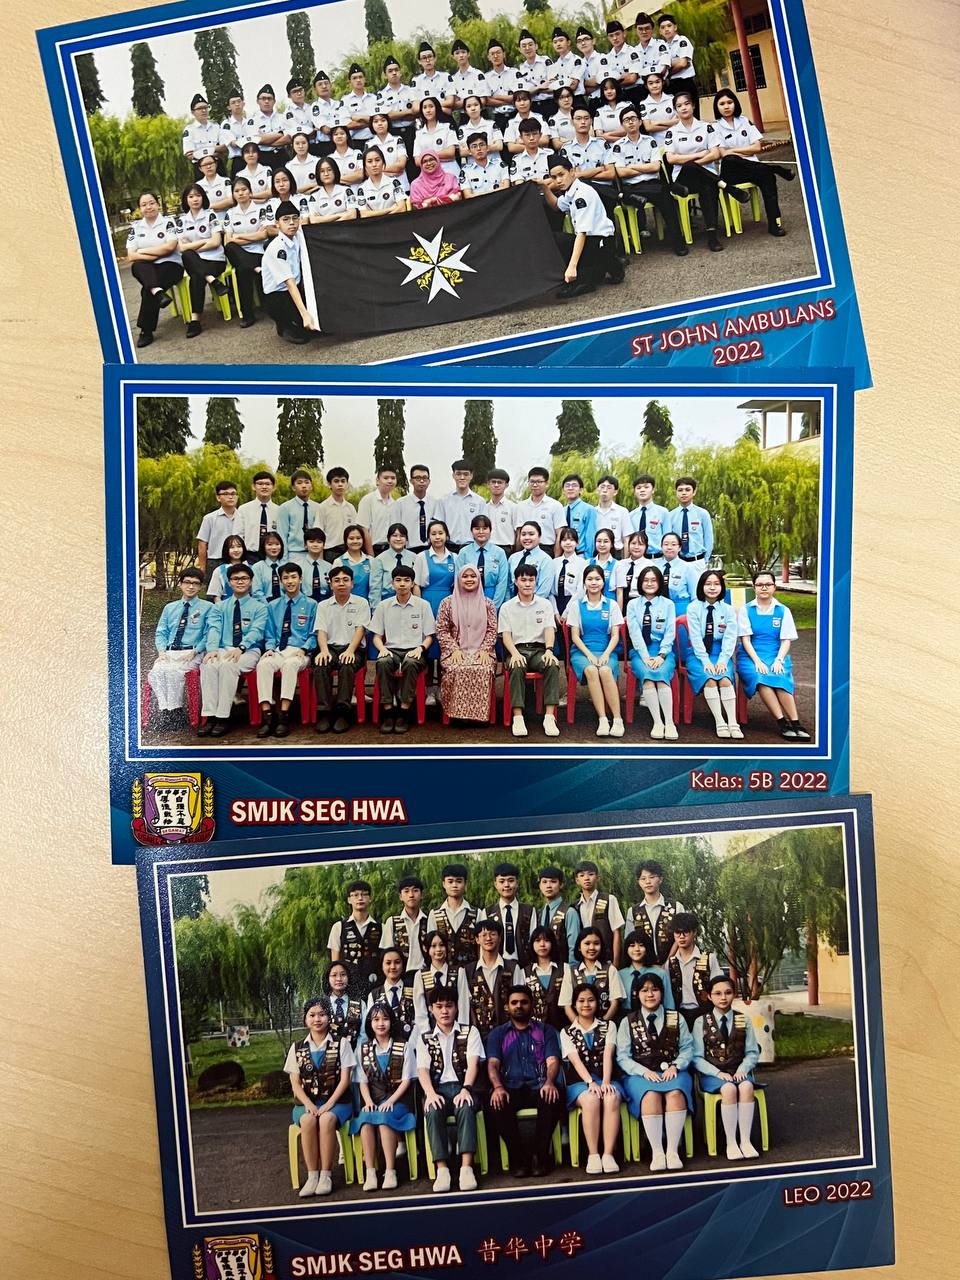 ST JOHN AMBULANS
2022
Kelas: 5B 2022
SMJK SEG HWA
LEO 2022
SMJK SEG HWA 昔华中学